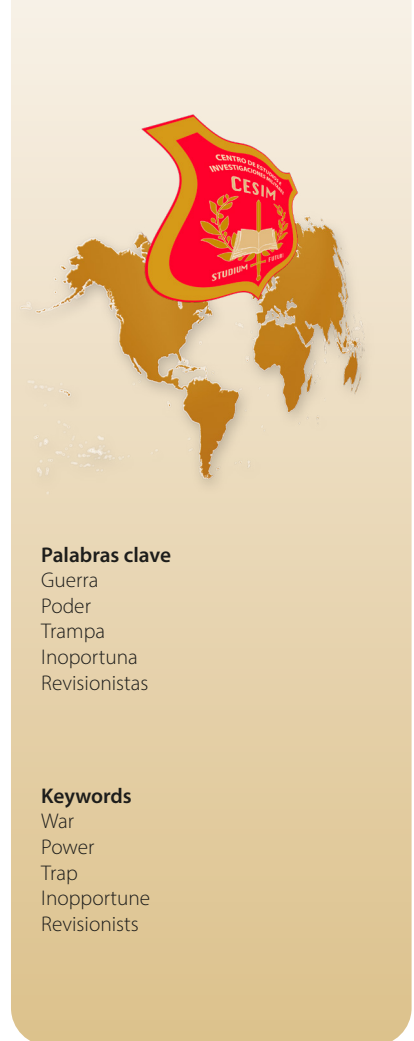 CENTRO DE ESTUDIOS E
INVESTIGACIONES MILITARES
CESIM
STUDIUM FUTURI
Palabras clave
Guerra
Poder
Trampa
Inoportuna
Revisionistas
Keywords
War
Power
Trap
Inopportune
Revisionists